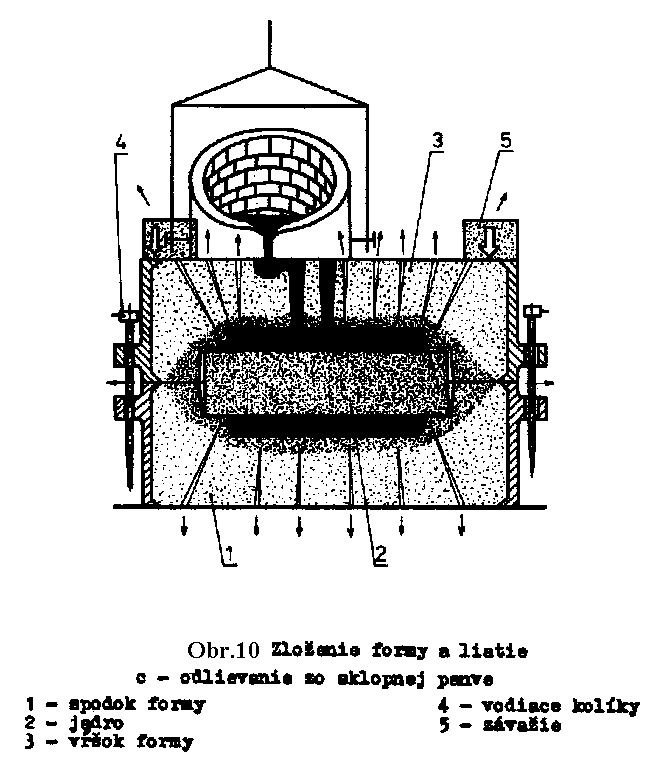 4
3
5
1
2
Obr.10 Zloženie formy a liatie
c - odlievanie zo sklopnej panve
1 - spodok formy
2 - jadro
3 - vŕšok formy
4 - vodiace kolíky
5 - závažie